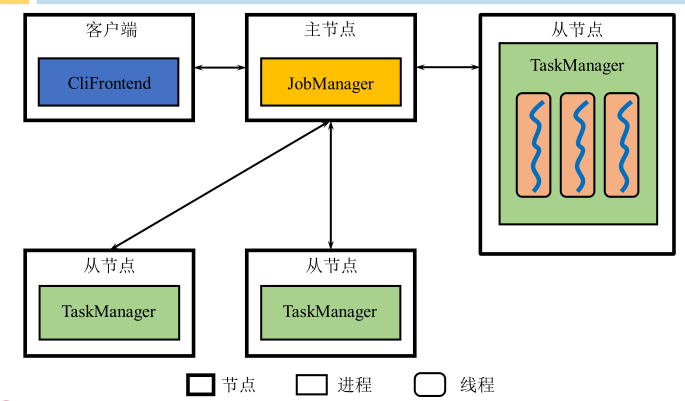 客户端
CliFrontend
主节点
JobManager
从节点
TaskManager
从节点
TaskManager
从节点
TaskManager
节点
进程
线程